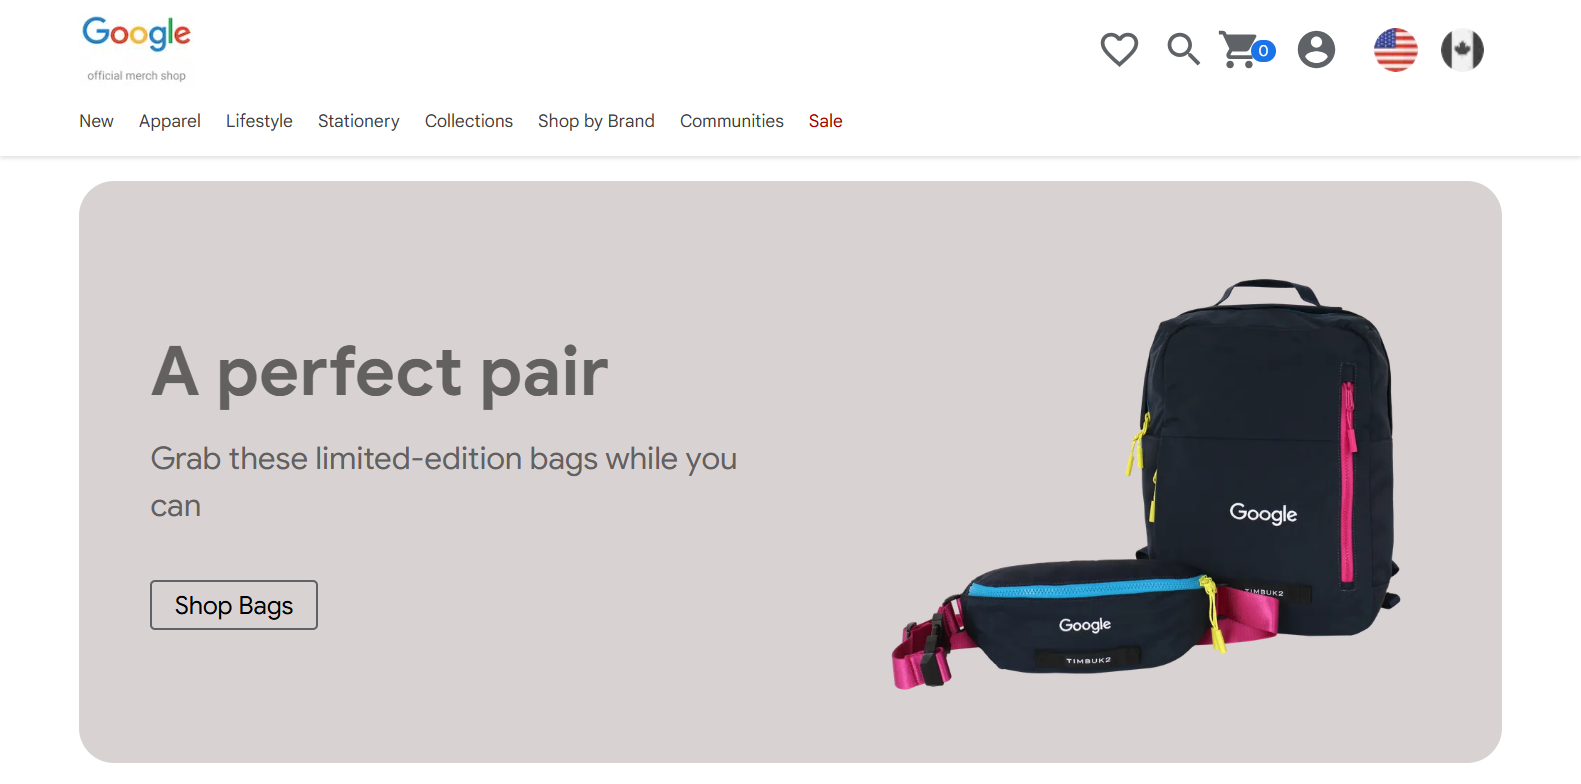 Google
official merch shop
0
New Apparel Lifestyle Stationery Collections Shop by Brand Communities Sale
A perfect pair
Grab these limited-edition bags while you
can
Shop Bags
Google
TIMBUK2
Google
TIMBUK2